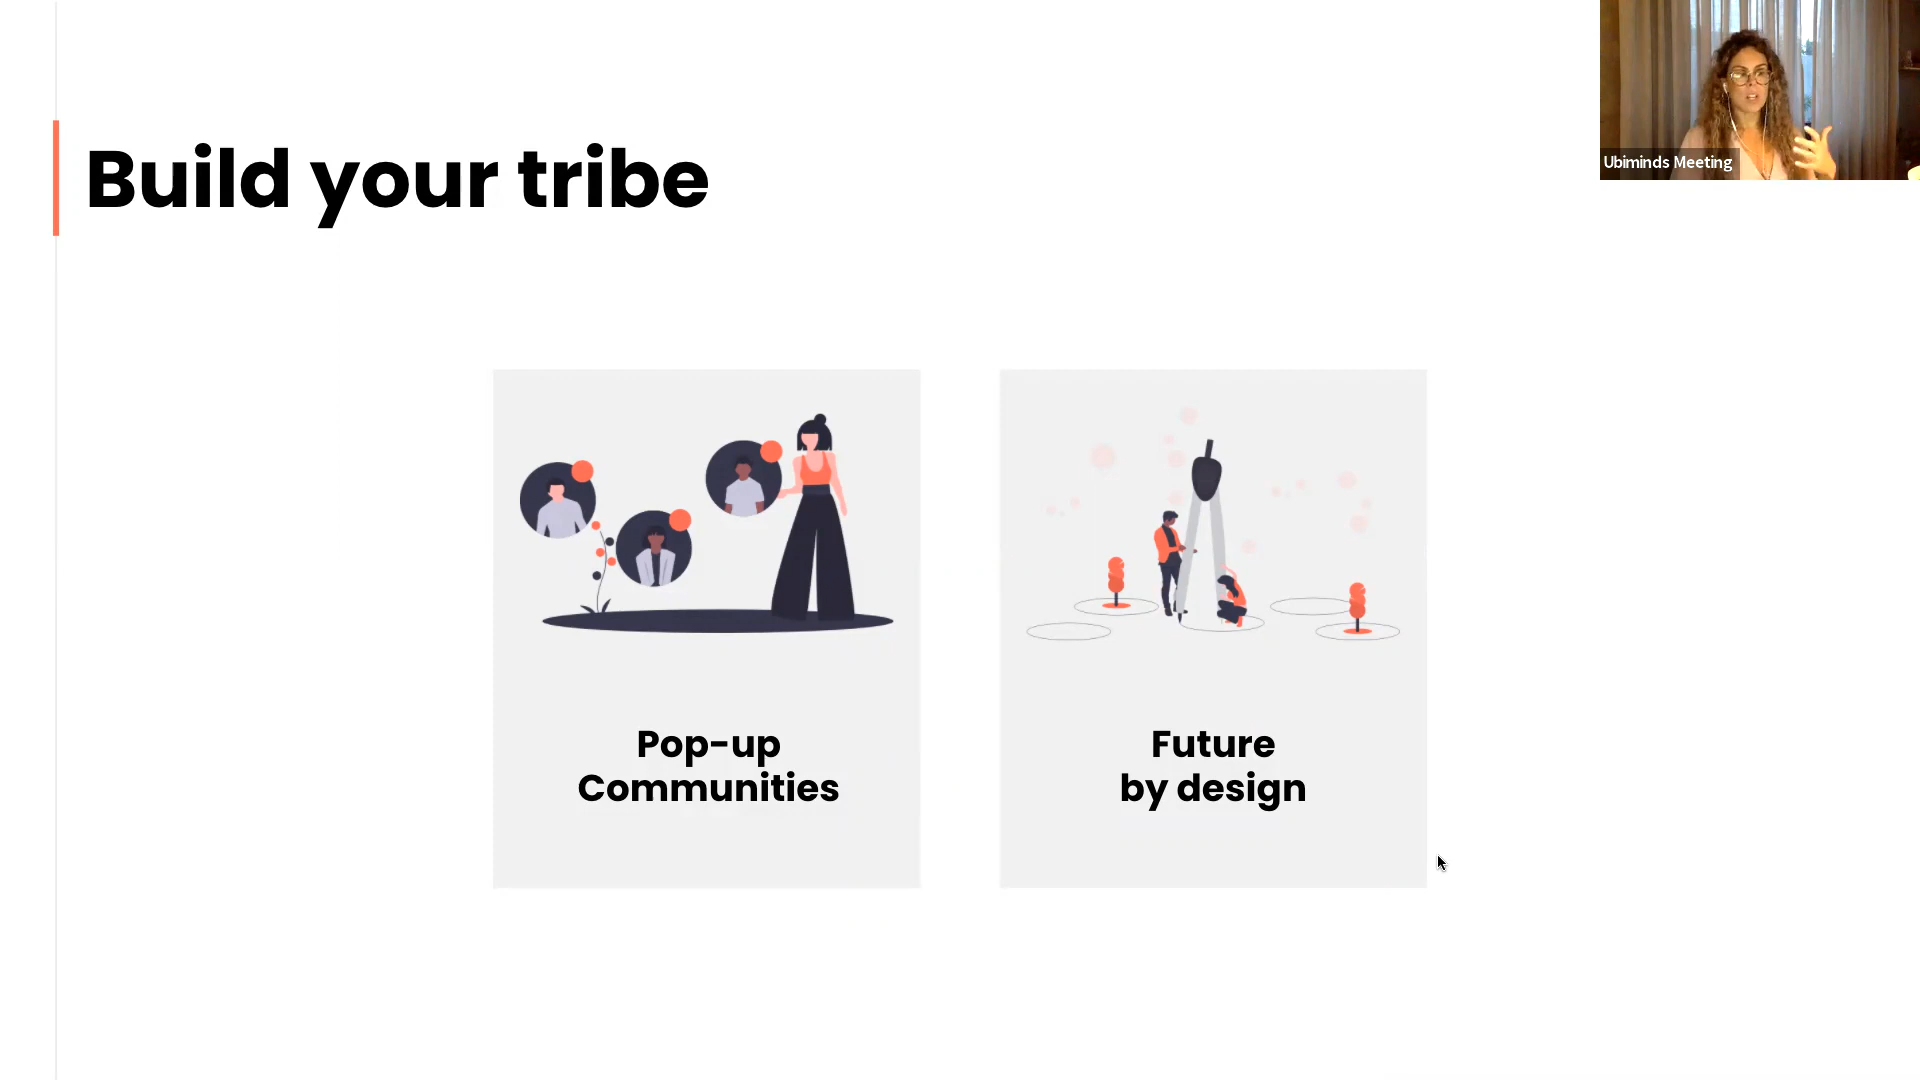 Build your tribe
Ubiminds Meeting
Pop-up
Communities
Future
by design